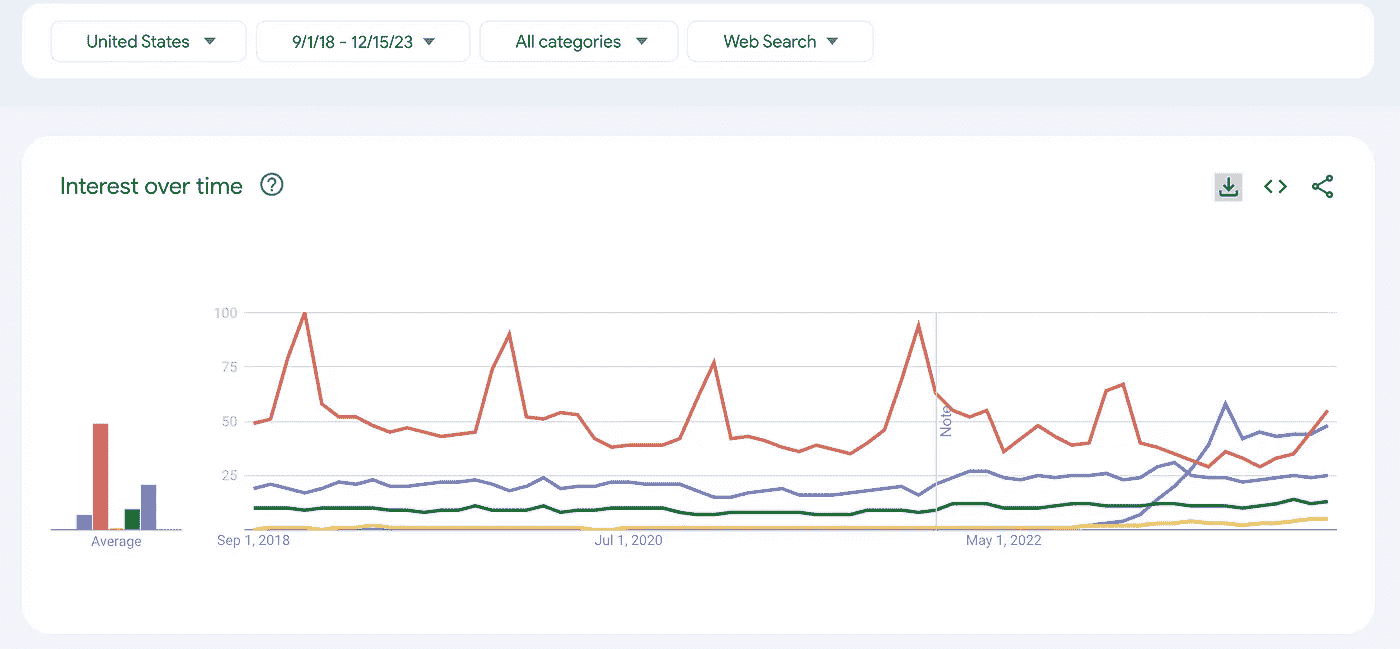 United States
9/1/18 - 12/15/23
All categories
Web Search
Interest over time
?
100
75
50
25
Note
Average
Sep 1, 2018
Jul 1, 2020
May 1, 2022